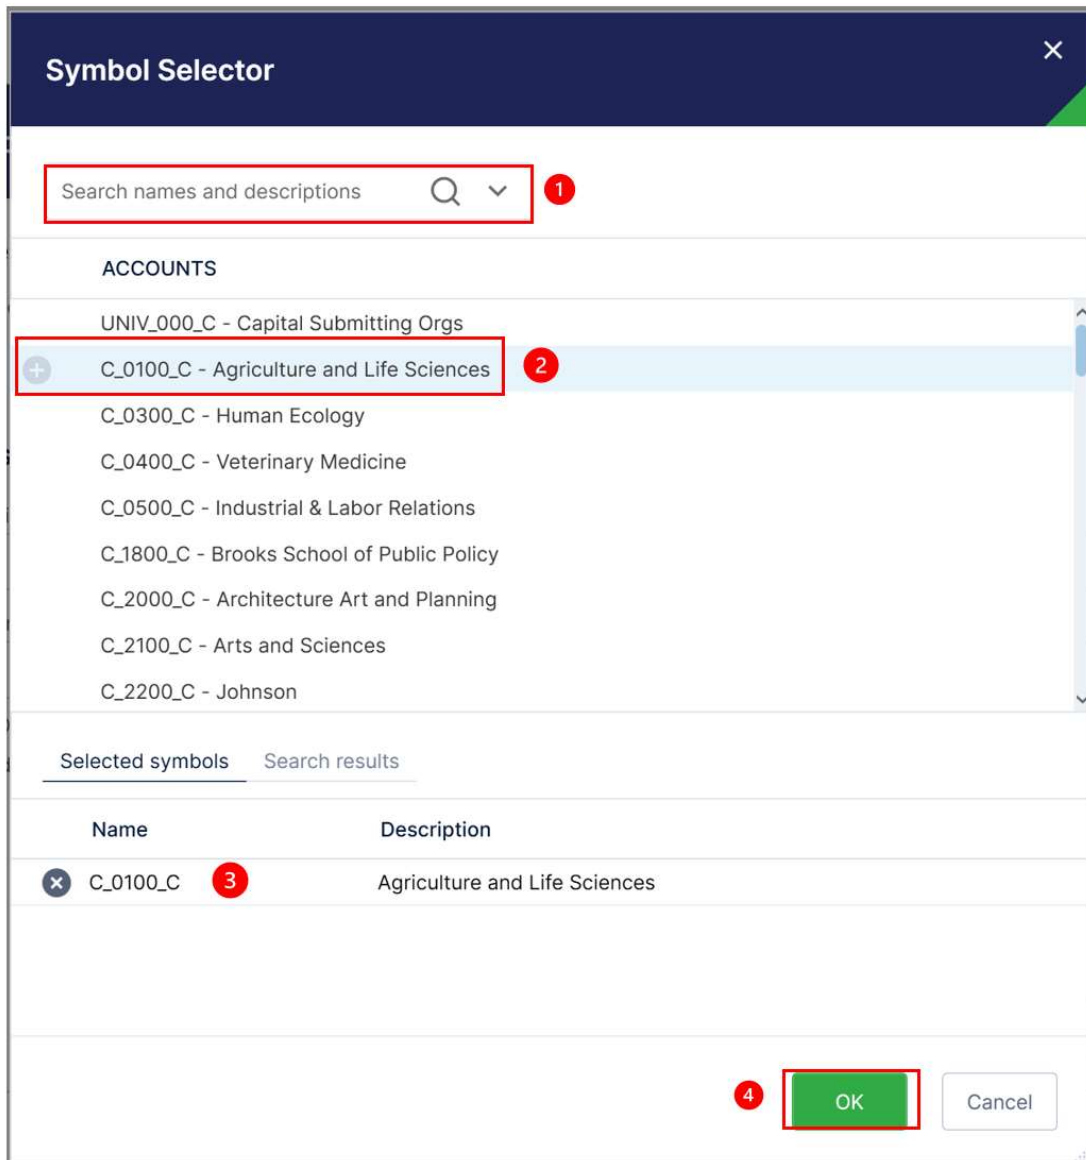 Symbol Selector
Search names and descriptions
1
ACCOUNTS
UNIV_000_C - Capital Submitting Orgs
C_0100_C - Agriculture and Life Sciences
2
C_0300_C - Human Ecology
C_0400_C - Veterinary Medicine
C_0500_C - Industrial & Labor Relations
C_1800_C - Brooks School of Public Policy
C_2000_C - Architecture Art and Planning
C_2100_C - Arts and Sciences
C_2200_C - Johnson
Selected symbols Search results
Name Description
C_0100_C 3 Agriculture and Life Sciences
4 OK Cancel